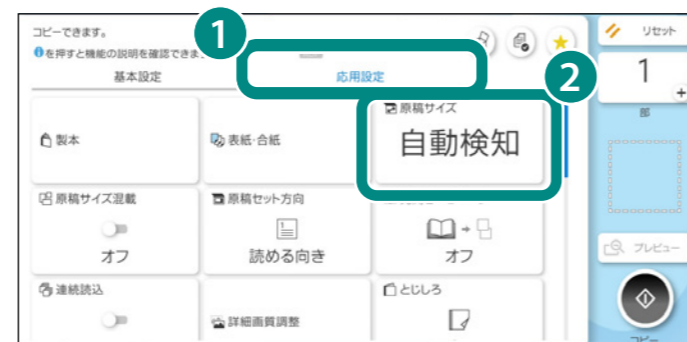 コピーできます。
を押すと機能の説明を確認できま
リセット
1
基本設定
応用設定
2
1
+
部
製本
表紙·合紙
原稿サイズ
自動検知
原稿サイズ混載
オフ
原稿セット方向
読める向き
オフ
プレビュー
連続読込
詳細画質調整
とじしろ
コピー